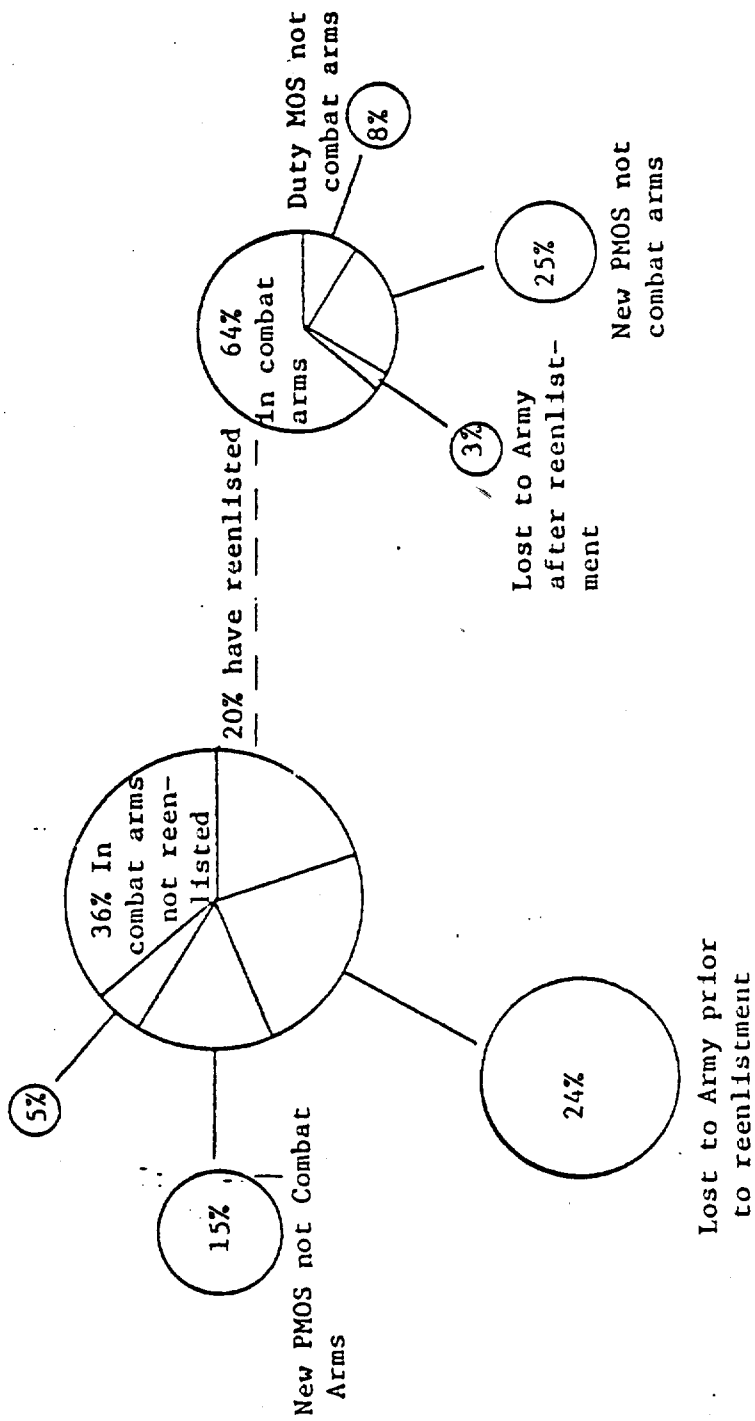 5%
36% In
combat arms
not reen-
listed
20% have reenlisted
15%
New PMOS not Combat
Arms
24%
Lost to Army prior
to reenlistment
64%
in combat
arms
Duty MOS not
combat arms
8%
25%
New PMOS not
combat arms
3%
Lost to Army
after reenlist-
ment